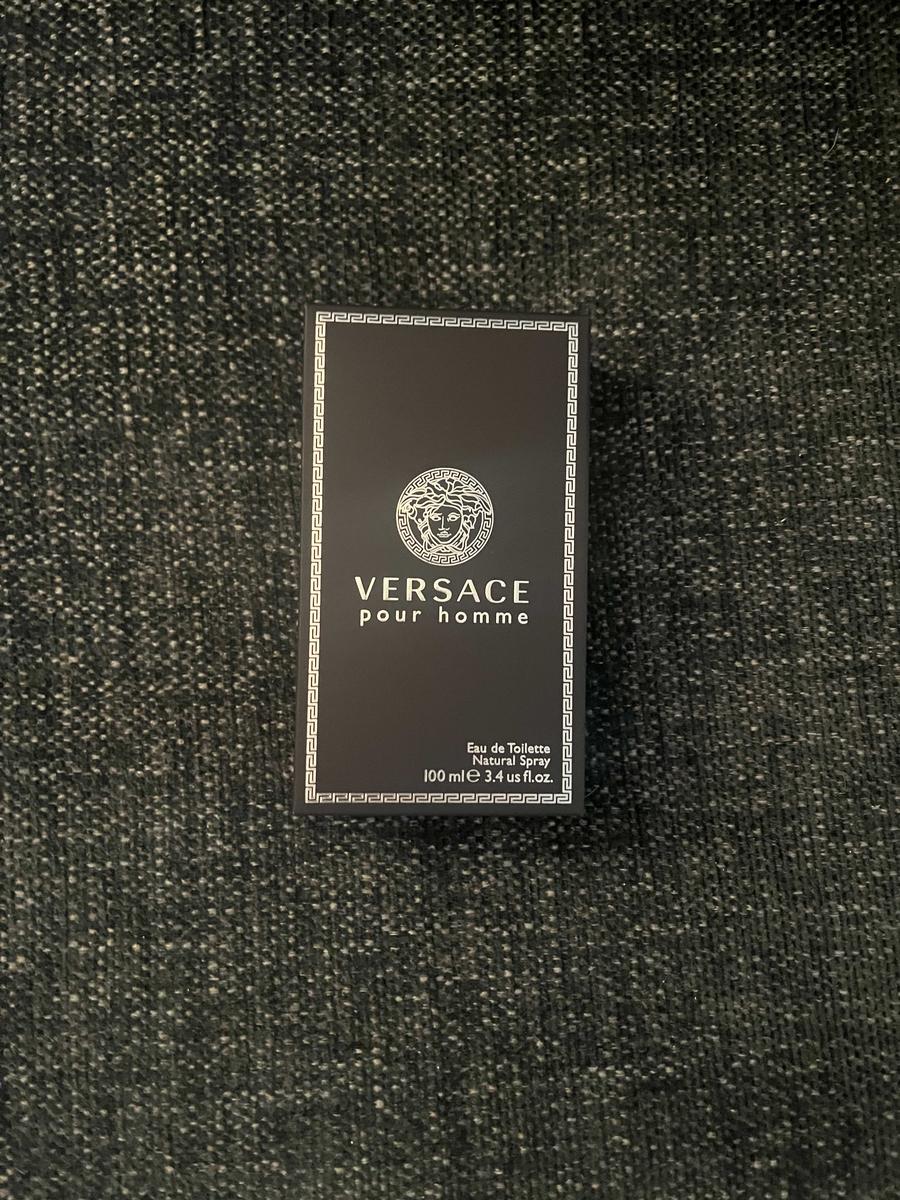 VERSACE
pour homme
Eau de Toilette
Natural Spray
100 ml ℮ 3.4 us fl.oz.